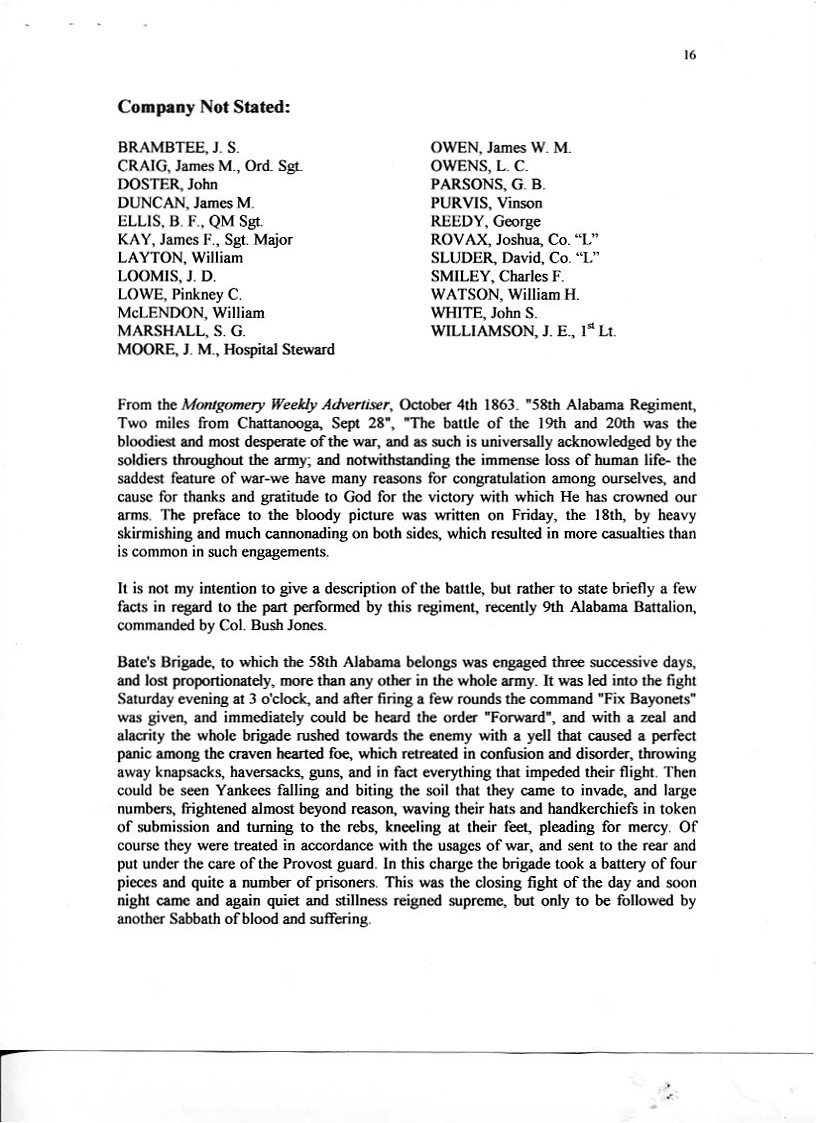 16
Company Not Stated:
BRAMBTEE, J. S.
CRAIG, James M., Ord. Sgt.
DOSTER, John
DUNCAN, James M.
ELLIS, B. F., QM Sgt.
KAY, James F., Sgt. Major
LAYTON, William
LOOMIS, J. D.
LOWE, Pinkney C.
McLENDON, William
MARSHALL, S. G.
MOORE, J. M., Hospital Steward
OWEN, James W. M.
OWENS, L. C.
PARSONS, G. B.
PURVIS, Vinson
REEDY, George
ROVAX, Joshua, Co. “L”
SLUDER, David, Co. “L”
SMILEY, Charles F.
WATSON, William H.
WHITE, John S.
WILLIAMSON, J. E., 1st Lt.
From the Montgomery Weekly Advertiser, October 4th 1863. "58th Alabama Regiment,
Two miles from Chattanooga, Sept 28", "The battle of the 19th and 20th was the
bloodiest and most desperate of the war, and as such is universally acknowledged by the
soldiers throughout the army; and notwithstanding the immense loss of human life- the
saddest feature of war-we have many reasons for congratulation among ourselves, and
cause for thanks and gratitude to God for the victory with which He has crowned our
arms. The preface to the bloody picture was written on Friday, the 18th, by heavy
skirmishing and much cannonading on both sides, which resulted in more casualties than
is common in such engagements.
It is not my intention to give a description of the battle, but rather to state briefly a few
facts in regard to the part performed by this regiment, recently 9th Alabama Battalion,
commanded by Col. Bush Jones.
Bate's Brigade, to which the 58th Alabama belongs was engaged three successive days,
and lost proportionately, more than any other in the whole army. It was led into the fight
Saturday evening at 3 o'clock, and after firing a few rounds the command "Fix Bayonets"
was given, and immediately could be heard the order "Forward", and with a zeal and
alacrity the whole brigade rushed towards the enemy with a yell that caused a perfect
panic among the craven hearted foe, which retreated in confusion and disorder, throwing
away knapsacks, haversacks, guns, and in fact everything that impeded their flight. Then
could be seen Yankees falling and biting the soil that they came to invade, and large
numbers, frightened almost beyond reason, waving their hats and handkerchiefs in token
of submission and turning to the rebs, kneeling at their feet, pleading for mercy. Of
course they were treated in accordance with the usages of war, and sent to the rear and
put under the care of the Provost guard. In this charge the brigade took a battery of four
pieces and quite a number of prisoners. This was the closing fight of the day and soon
night came and again quiet and stillness reigned supreme, but only to be followed by
another Sabbath of blood and suffering.